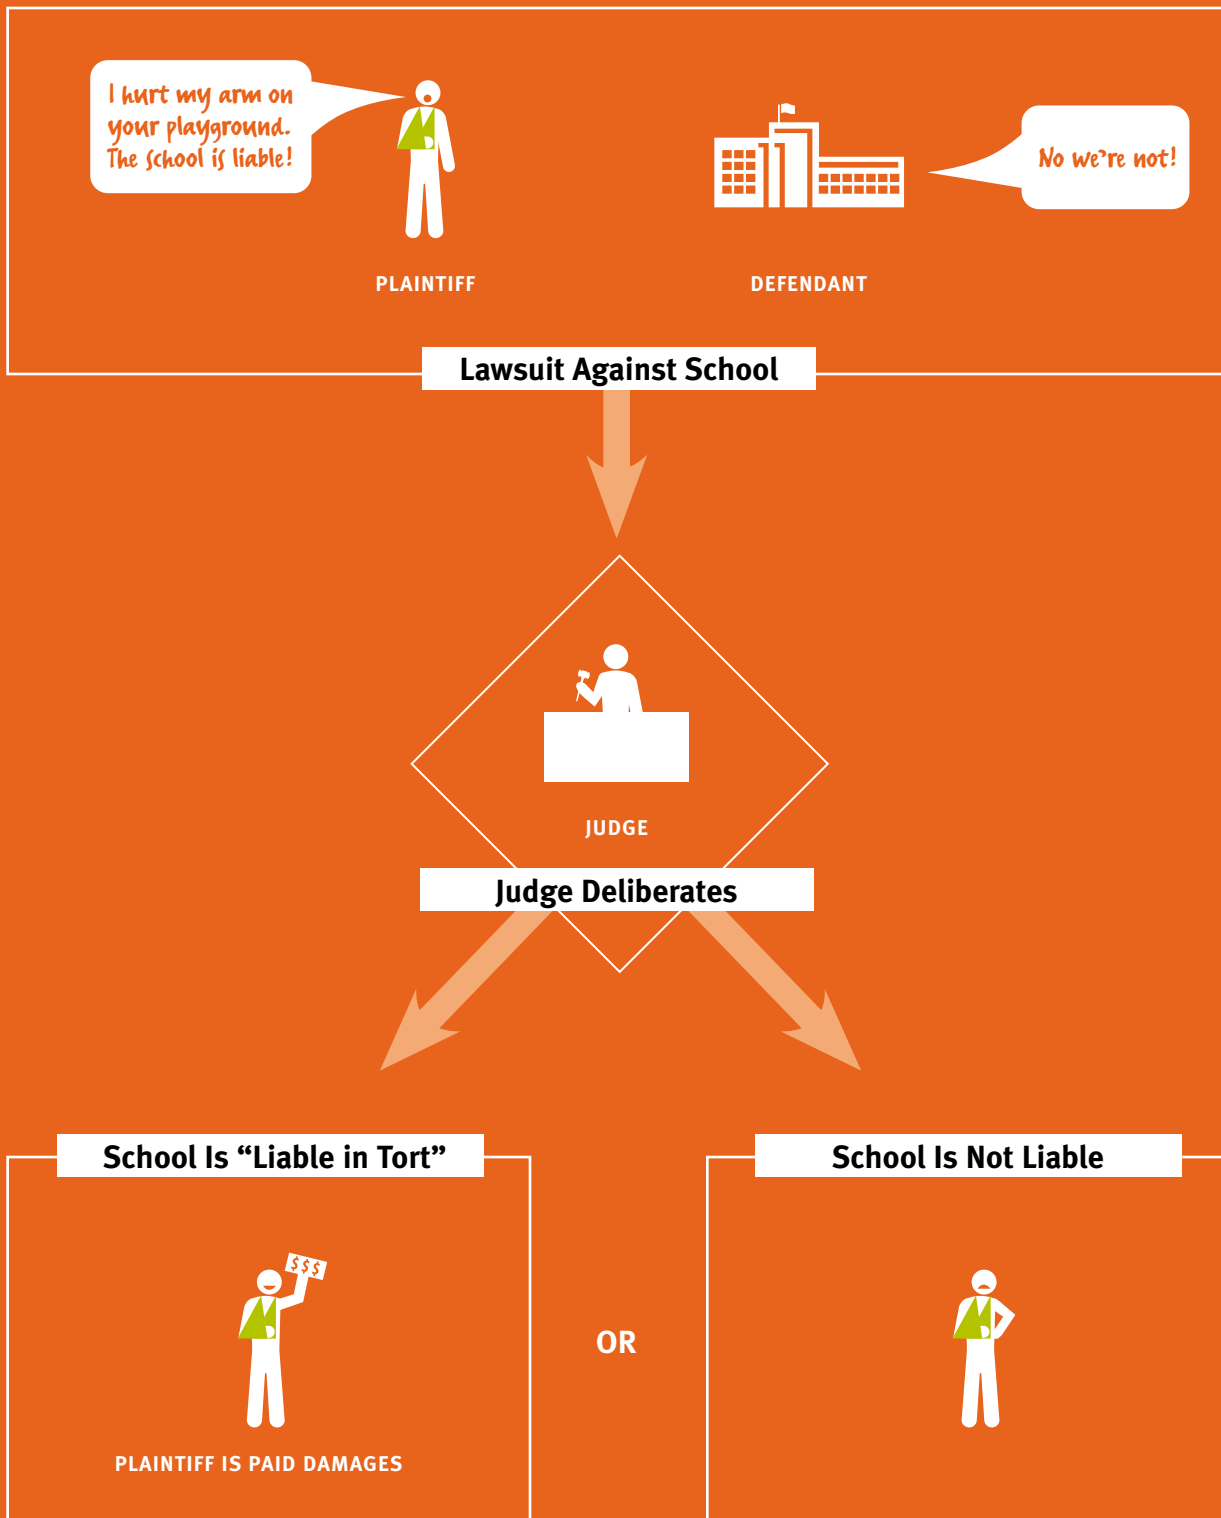 I hurt my arm on
your playground.
The school is liable!
No we're not!
PLAINTIFF
DEFENDANT
Lawsuit Against School
JUDGE
Judge Deliberates
School Is “Liable in Tort”
School Is Not Liable
$$$
OR
PLAINTIFF IS PAID DAMAGES